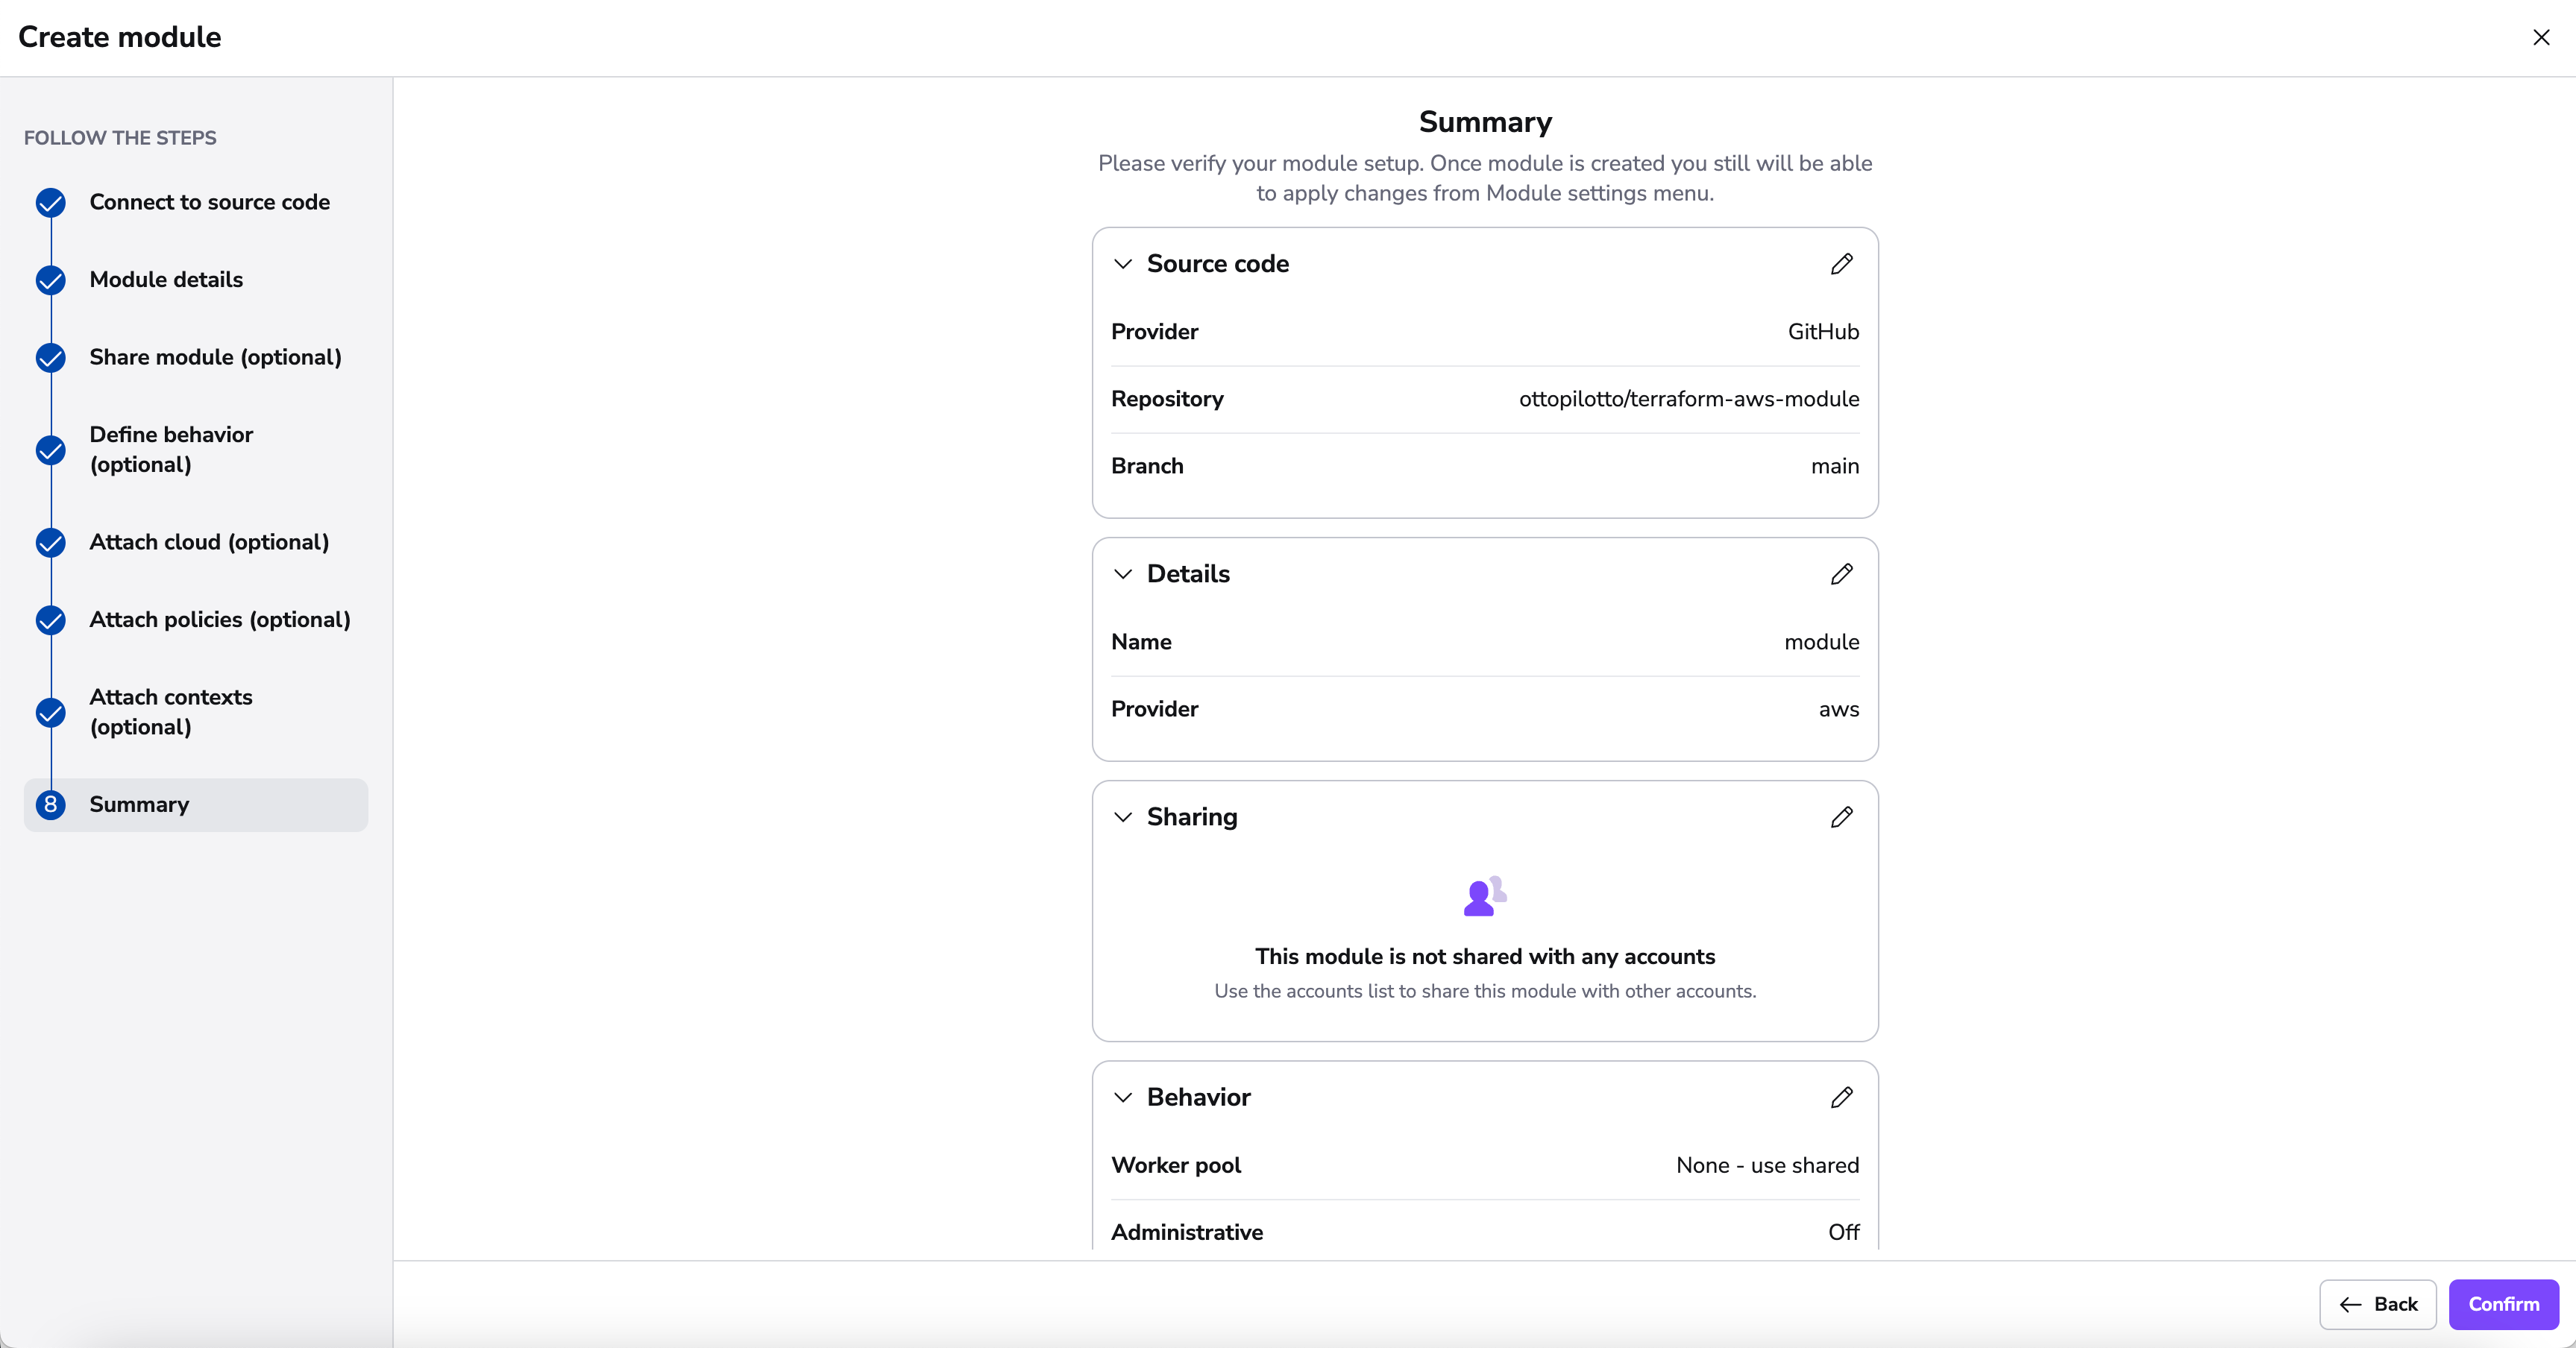 Create module
FOLLOW THE STEPS
Connect to source code
Module details
Share module (optional)
Define behavior
(optional)
Attach cloud (optional)
Attach policies (optional)
Attach contexts
(optional)
8 Summary
Summary
Please verify your module setup. Once module is created you still will be able
to apply changes from Module settings menu.
Source code
Provider GitHub
Repository ottopilotto/terraform-aws-module
Branch main
Details
Name module
Provider aws
Sharing
This module is not shared with any accounts
Use the accounts list to share this module with other accounts.
Behavior
Worker pool None - use shared
Administrative Off
Back Confirm